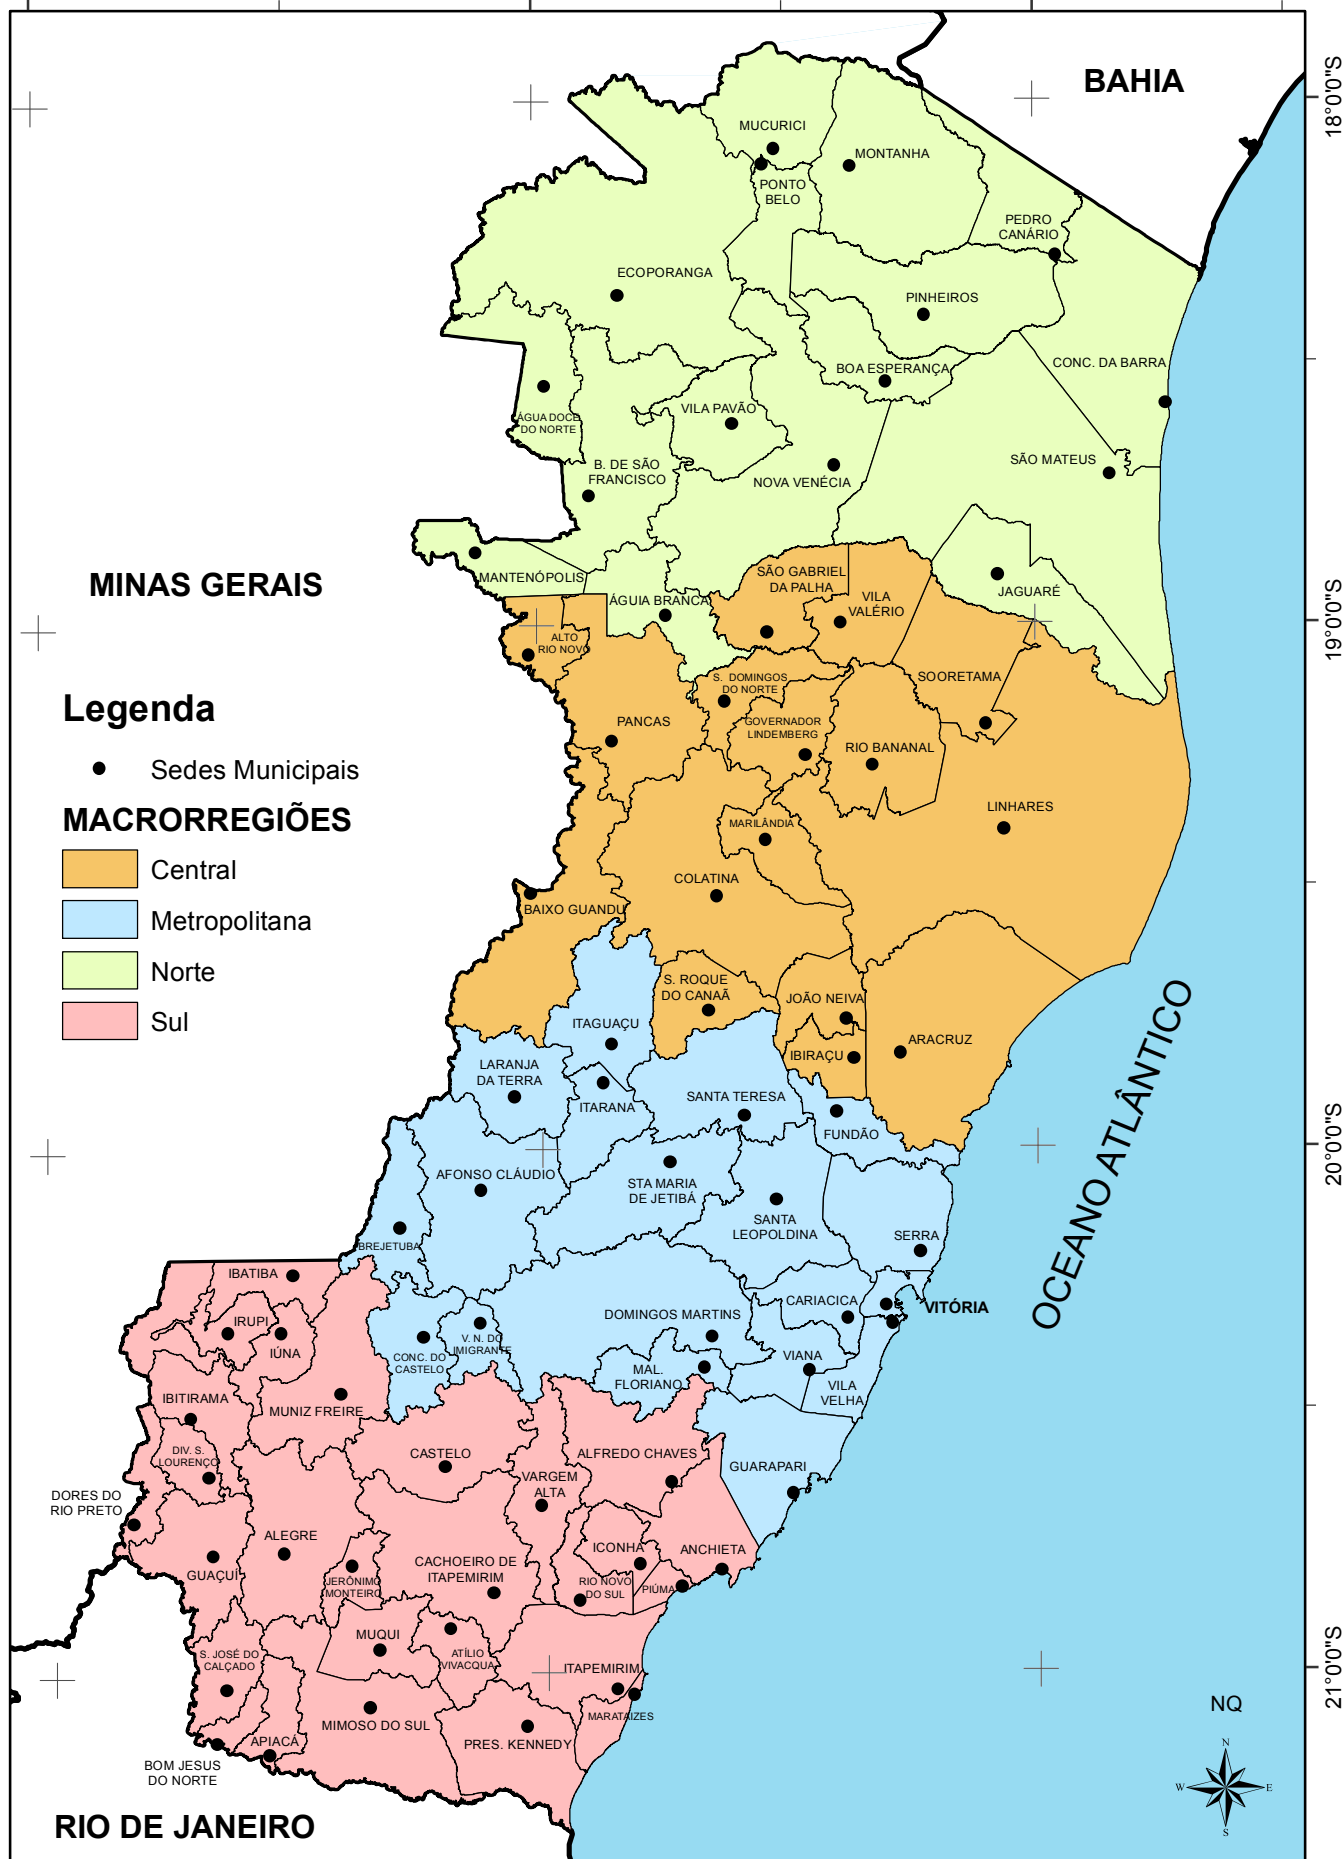 BAHIA
18°0'0"S
MUCURICI
MONTANHA
PONTO
BELO
PEDRO
CANÁRIO
ECOPORANGA
PINHEIROS
CONC. DA BARRA
BOA ESPERANÇA
VILA PAVÃO
ÁGUA DOCE
DO NORTE
B. DE SÃO
FRANCISCO
NOVA VENÉCIA
SÃO MATEUS
MINAS GERAIS
MANTENÓPOLIS
SÃO GABRIEL
DA PALHA
JAGUARÉ
ÁGUIA BRANCA
VILA
VALÉRIO
19°0'0"S
ALTO
RIO NOVO
S. DOMINGOS
DO NORTE
SOORETAMA
Legenda
PANCAS
GOVERNADOR
LINDEMBERG
RIO BANANAL
Sedes Municipais
MACRORREGIÕES
LINHARES
MARILÂNDIA
Central
COLATINA
BAIXO GUANDU
Metropolitana
Norte
S. ROQUE
DO CANAÃ
JOÃO NEIVA
Sul
ITAGUAÇU
IBIRAÇU
ARACRUZ
OCEANO ATLÂNTICO
LARANJA
DA TERRA
ITARANA
SANTA TERESA
FUNDÃO
20°0'0"S
AFONSO CLÁUDIO
STA MARIA
DE JETIBÁ
SANTA
LEOPOLDINA
SERRA
BREJETUBA
IBATIBA
CARIACICA
VITÓRIA
IRUPI
DOMINGOS MARTINS
IÚNA
V. N. DO
IMIGRANTE
CONC. DO
CASTELO
VIANA
MAL.
FLORIANO
VILA
VELHA
IBITIRAMA
MUNIZ FREIRE
DIV. S.
LOURENÇO
CASTELO
ALFREDO CHAVES
GUARAPARI
VARGEM
ALTA
DORES DO
RIO PRETO
ALEGRE
ICONHA
ANCHIETA
GUAÇUÍ
CACHOEIRO DE
ITAPEMIRIM
JERÔNIMO
MONTEIRO
RIO NOVO
DO SUL
PIÚMA
MUQUI
S. JOSÉ DO
CALÇADO
ATÍLIO
VIVACQUA
ITAPEMIRIM
21°0'0"S
MARATAIZES
MIMOSO DO SUL
PRES. KENNEDY
APIACÁ
BOM JESUS
DO NORTE
NQ
N
W
E
S
RIO DE JANEIRO